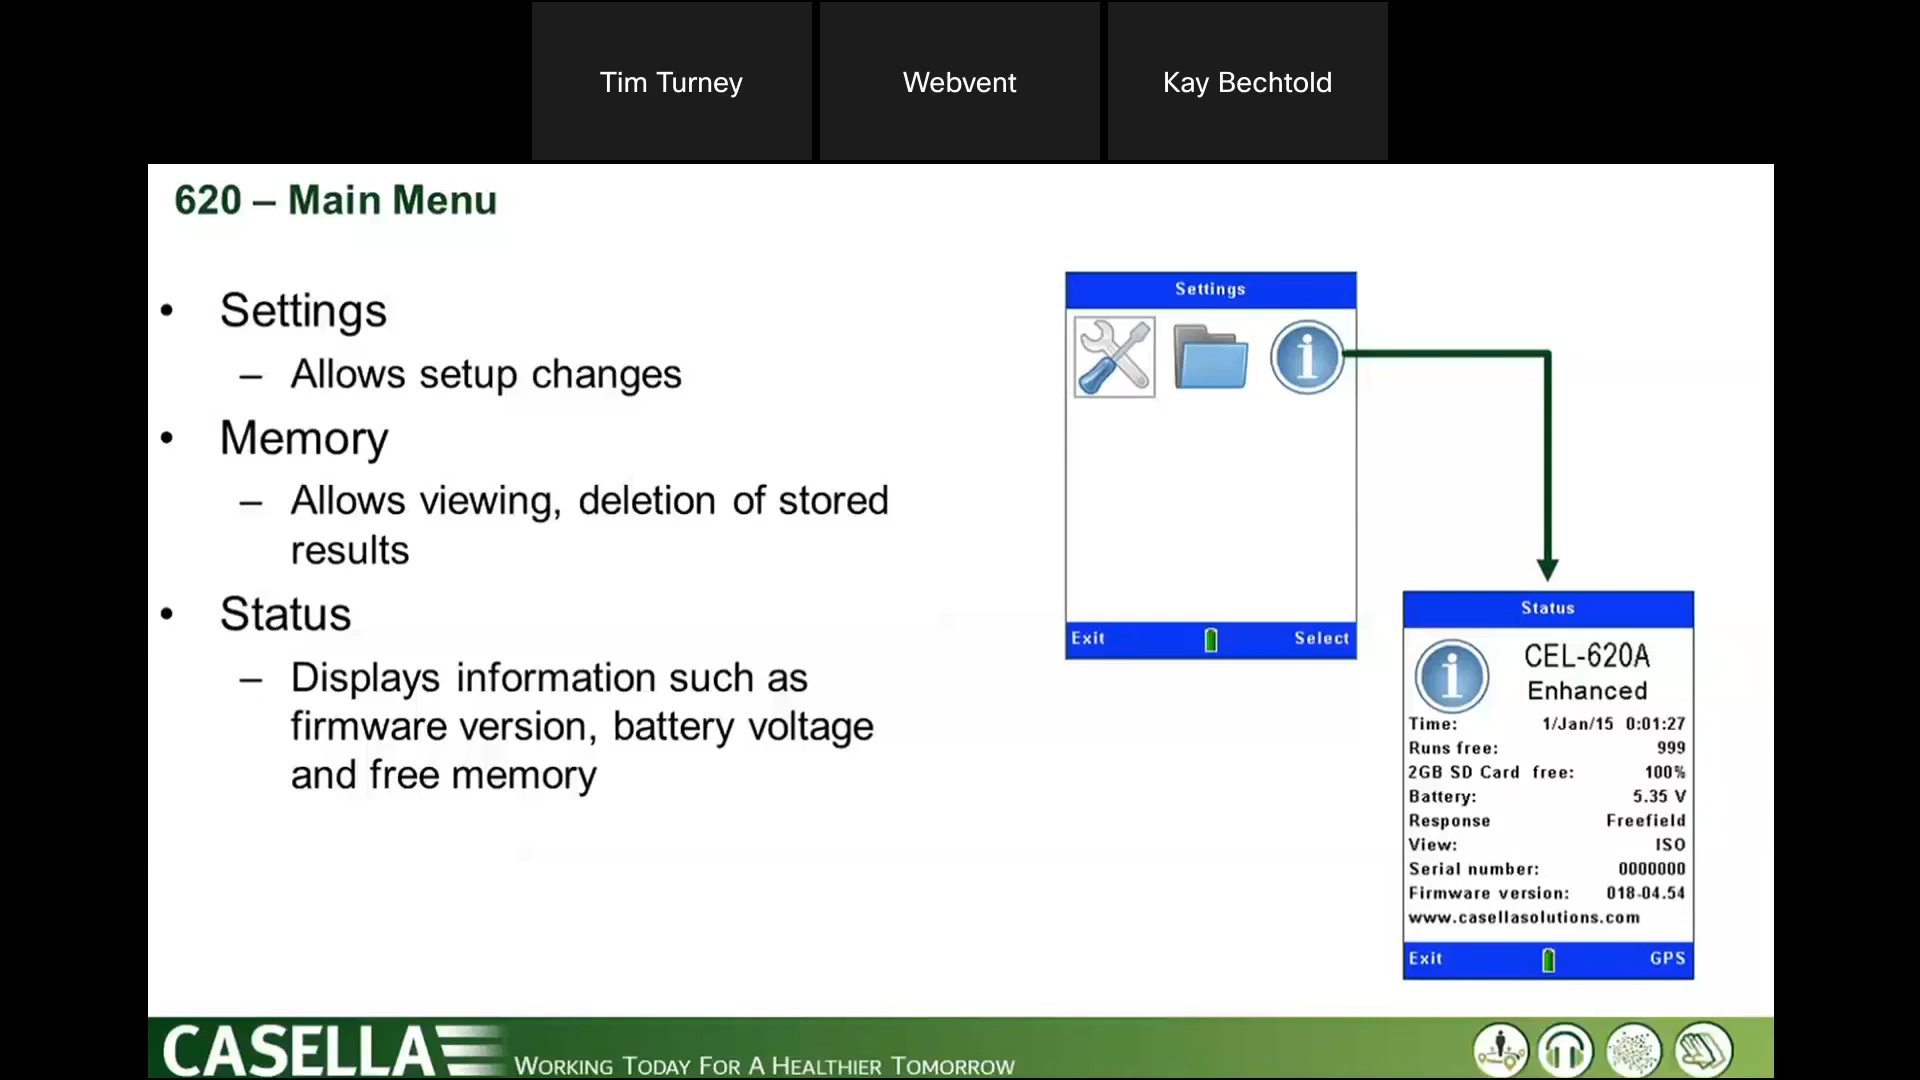 Tim Turney
Webvent
Kay Bechtold
620 – Main Menu
• Settings
– Allows setup changes
• Memory
– Allows viewing, deletion of stored
results
• Status
– Displays information such as
firmware version, battery voltage
and free memory
Settings
Exit Select
Status
CEL-620A
Enhanced
Time: 1/Jan/15 0:01:27
Runs free: 999
2GB SD Card free: 100%
Battery: 5.35 V
Response Freefield
View: ISO
Serial number: 0000000
Firmware version: 018-04.54
www.casellasolutions.com
Exit GPS
CASELLA
WORKING TODAY FOR A HEALTHIER TOMORROW